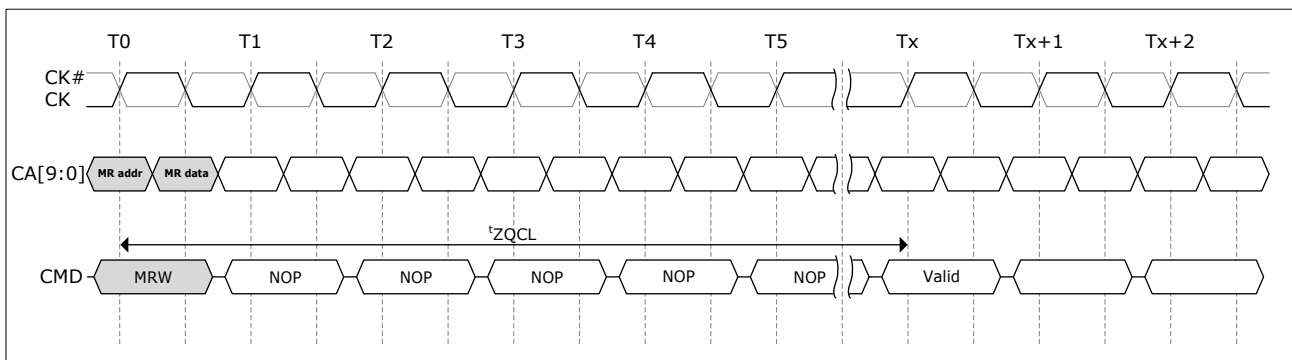 T0 T1 T2 T3 T4 T5 Tx Tx+1 Tx+2
CK#
CK
CA[9:0] MR addr MR data
tZQCL
CMD MRW NOP NOP NOP NOP NOP Valid